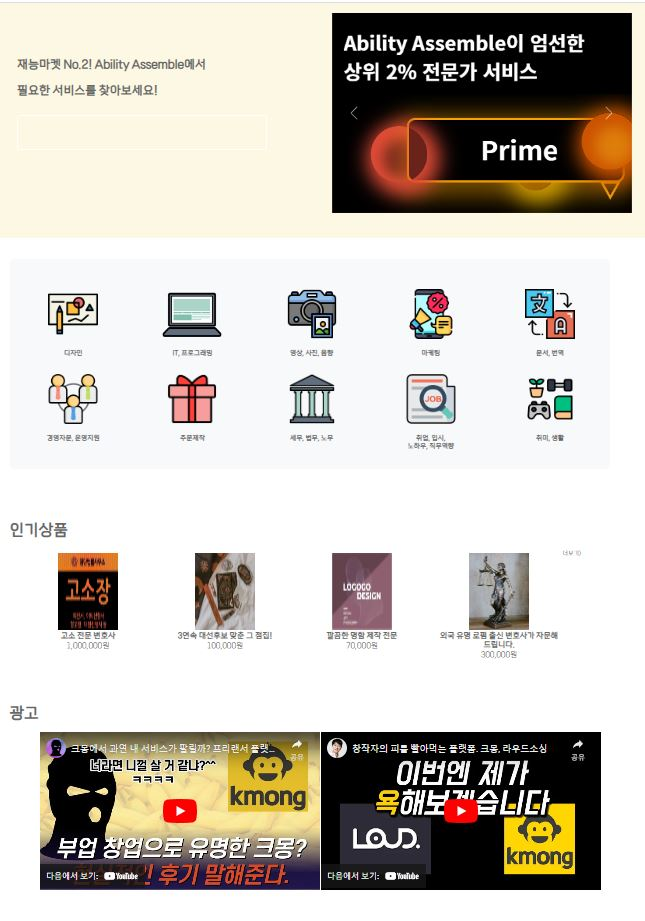 재능마켓 No.2! Ability Assemble에서
필요한 서비스를 찾아보세요!
Ability Assemble이 엄선한
상위 2% 전문가 서비스
Prime
디자인
IT, 프로그래밍
영상, 사진, 음향
마케팅
문서, 번역
文
A
JOB
경영자문, 운영지원
주문제작
세무, 법무, 노무
취업, 입시,
노하우, 직무역량
취미, 생활
인기상품
고소장
LOGOGO
DESIGN
고소 전문 변호사
1,000,000원
3연속 대선후보 맞춘 그 점집!
100,000원
깔끔한 명함 제작 전문
70,000원
외국 유명 로펌 출신 변호사가 자문해
드립니다.
300,000원
광고
크몽에서 과연 내 서비스가 팔릴까? 프리랜서 플랫...
공유
너라면 니껄 살 거 같냐?^^
ㅋㅋㅋㅋ
kmong
부업 창업으로 유명한 크몽?
후기 말해준다.
다음에서 보기: YouTube
창작자의 피를 빨아먹는 플랫폼. 크몽, 라우드소싱
공유
이번엔 제가
욕해보겠습니다
LOUD.
kmong
다음에서 보기: YouTube